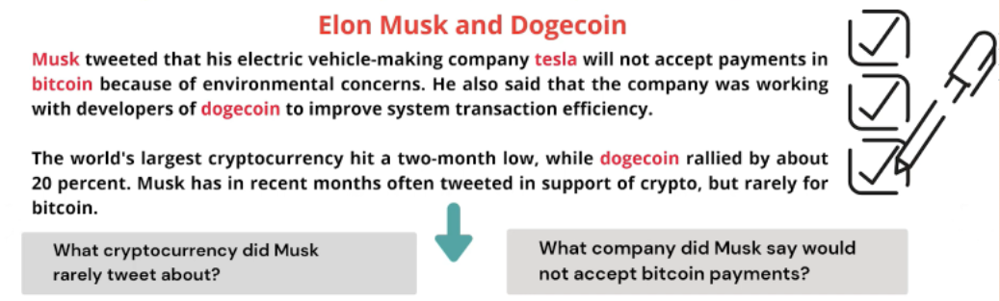 Elon Musk and Dogecoin
Musk tweeted that his electric vehicle-making company tesla will not accept payments in
bitcoin because of environmental concerns. He also said that the company was working
with developers of dogecoin to improve system transaction efficiency.
The world's largest cryptocurrency hit a two-month low, while dogecoin rallied by about
20 percent. Musk has in recent months often tweeted in support of crypto, but rarely for
bitcoin.
What cryptocurrency did Musk
rarely tweet about?
What company did Musk say would
not accept bitcoin payments?